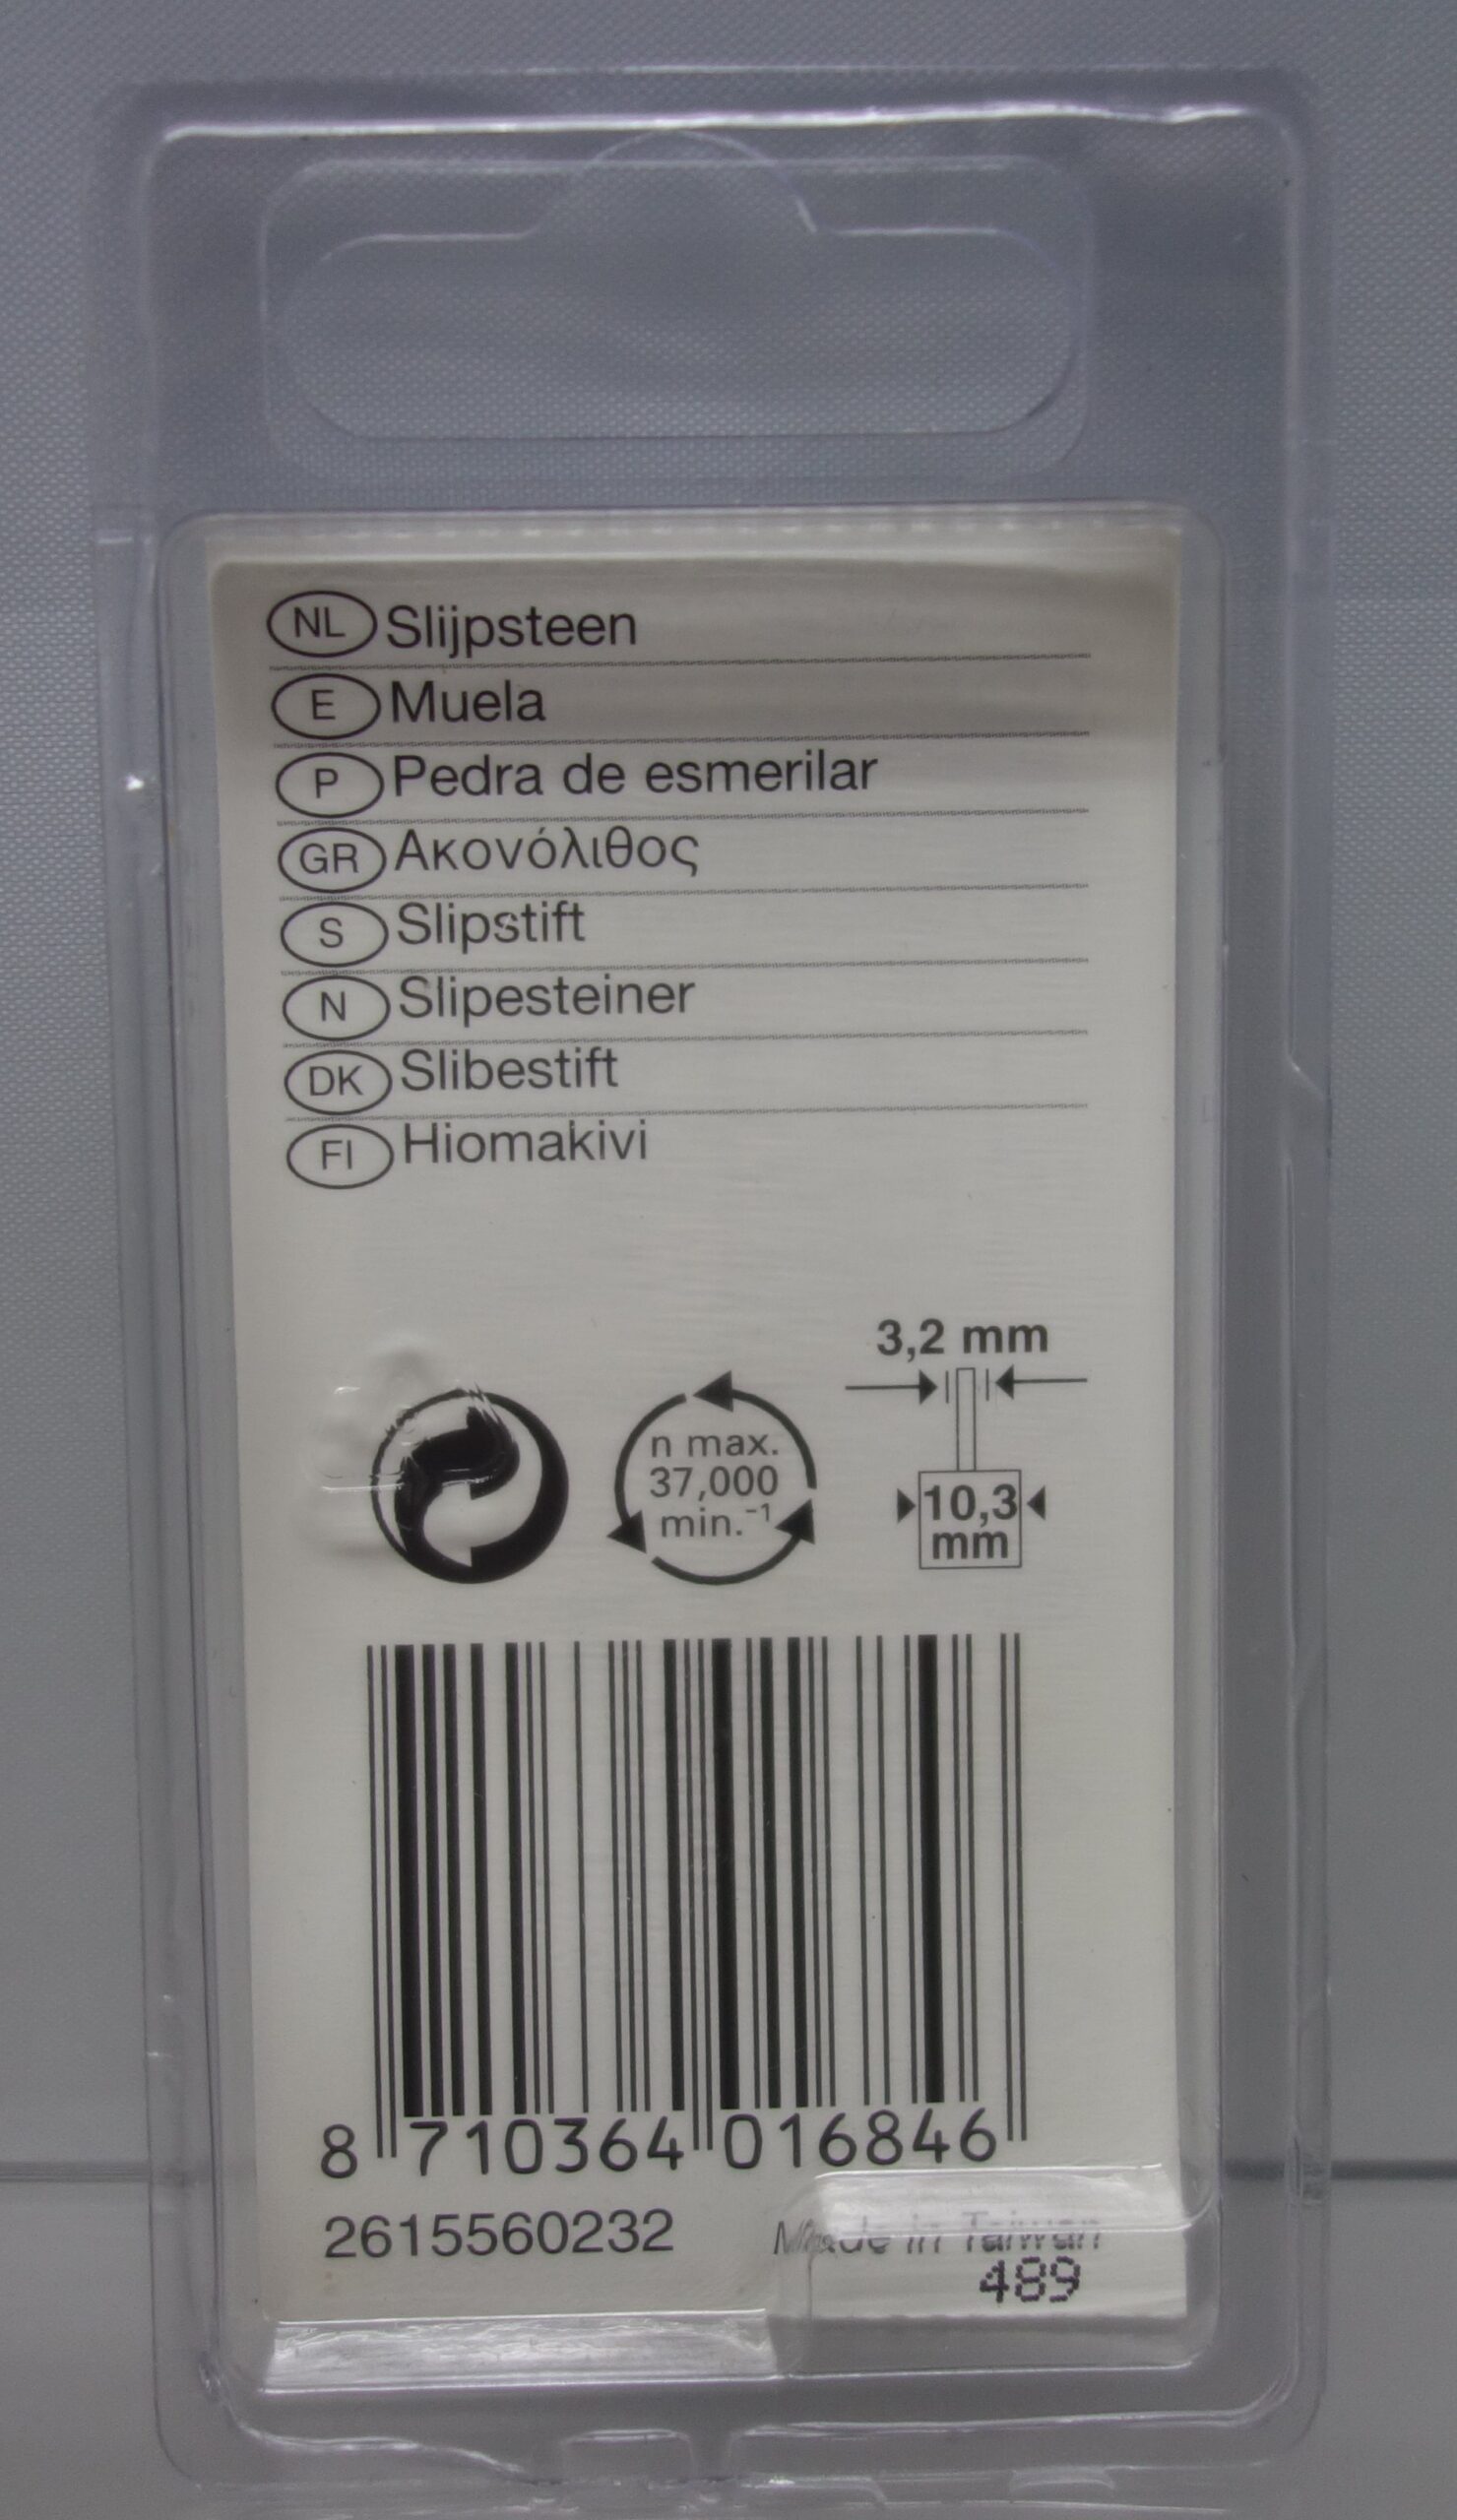 NL Slijpsteen
E Muela
P Pedra de esmerilar
GR Ακονόλιθος
S Slipstift
N Slipesteiner
DK Slibestift
FI Hiomakivi
3,2 mm
n max.
37,000
min.⁻¹
10,3
mm
8 710364 016846
2615560232 Made in Taiwan
489